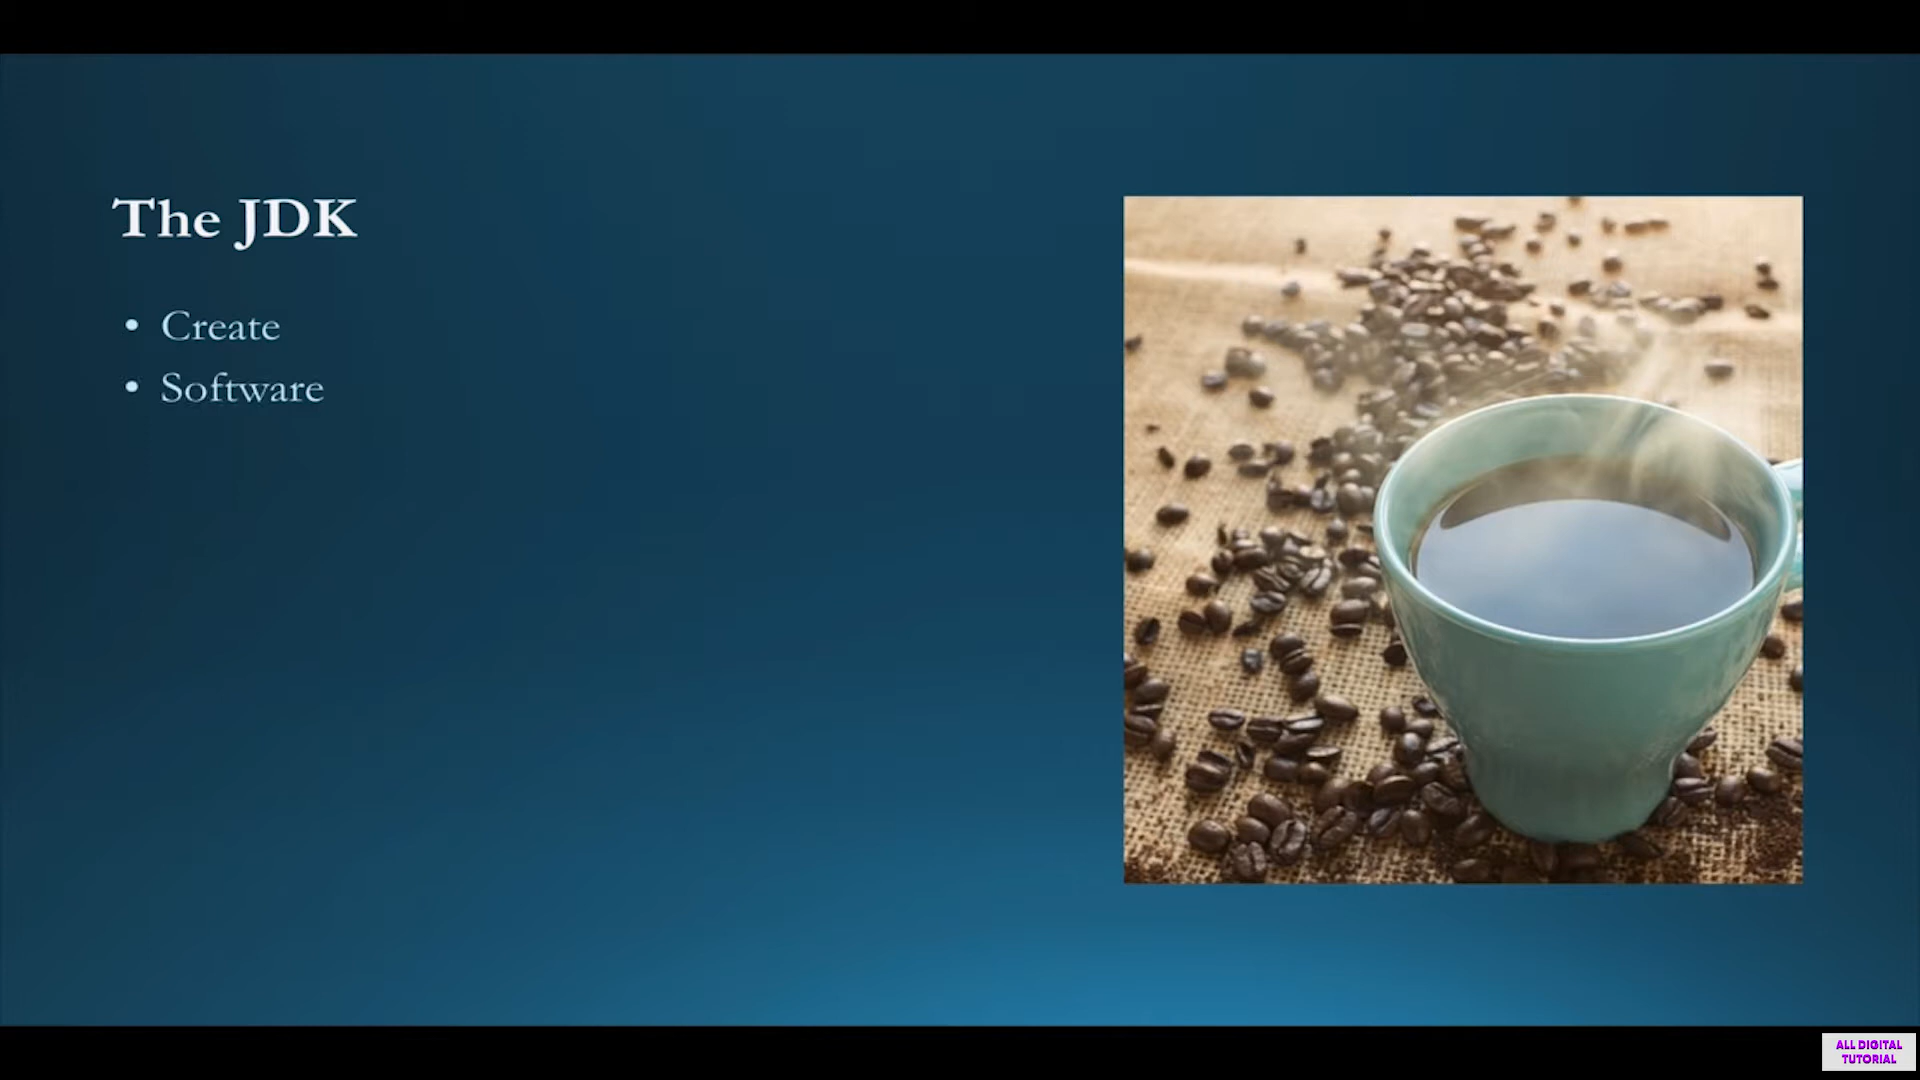 The JDK
• Create
• Software
ALL DIGITAL
TUTORIAL